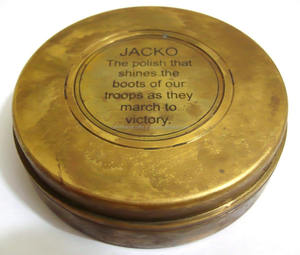 JACKO
The polish that
shines the
boots of our
troops as they
march to
victory.